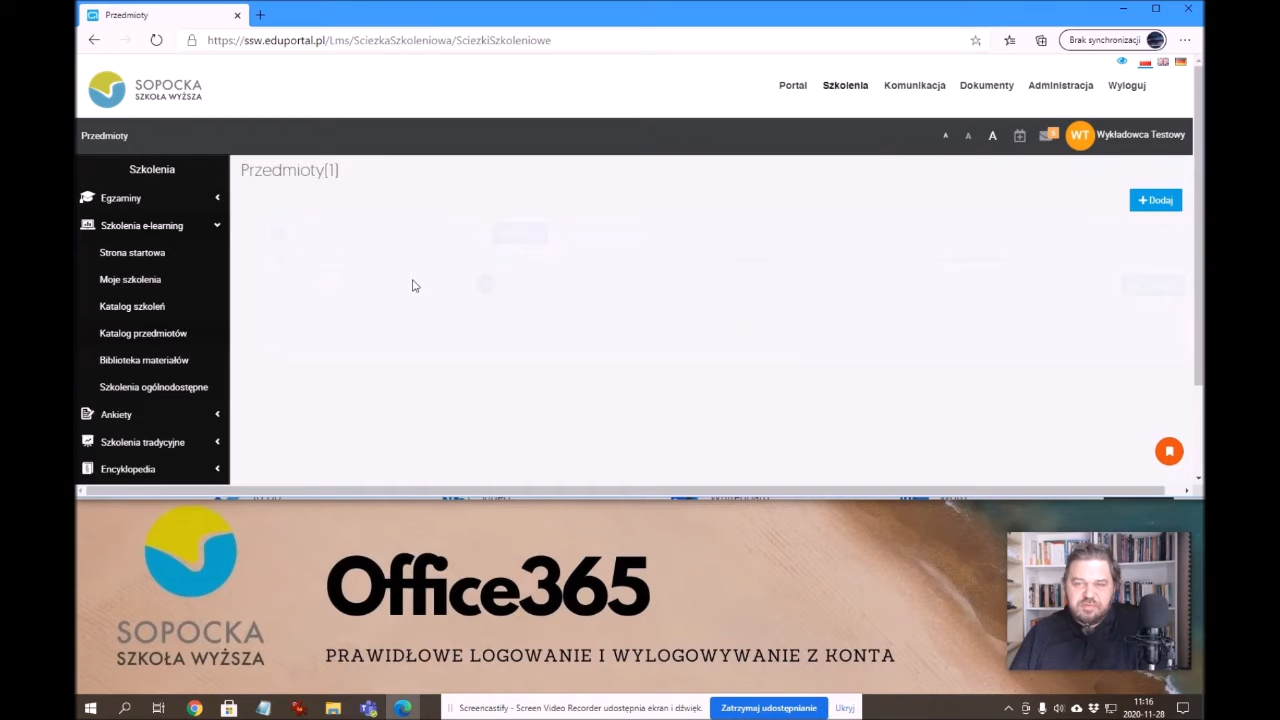 Przedmioty
https://ssw.eduportal.pl/Lms/SciezkaSzkoleniowa/SciezkiSzkoleniowe
Brak synchronizacji
SOPOCKA
SZKOŁA WYŻSZA
Portal Szkolenia Komunikacja Dokumenty Administracja Wyloguj
Przedmioty
A A A
WT Wykładowca Testowy
Szkolenia
Przedmioty(1)
Dodaj
Egzaminy
Szkolenia e-learning
Strona startowa
Moje szkolenia
Katalog szkoleń
Katalog przedmiotów
Biblioteka materiałów
Szkolenia ogólnodostępne
Ankiety
Szkolenia tradycyjne
Encyklopedia
Office365
SOPOCKA
SZKOŁA WYŻSZA
PRAWIDŁOWE LOGOWANIE I WYLOGOWYWANIE Z KONTA
Screencastify - Screen Video Recorder udostępnia ekran i dźwięk.
Zatrzymaj udostępnianie
Ukryj
11:16
2020-11-28